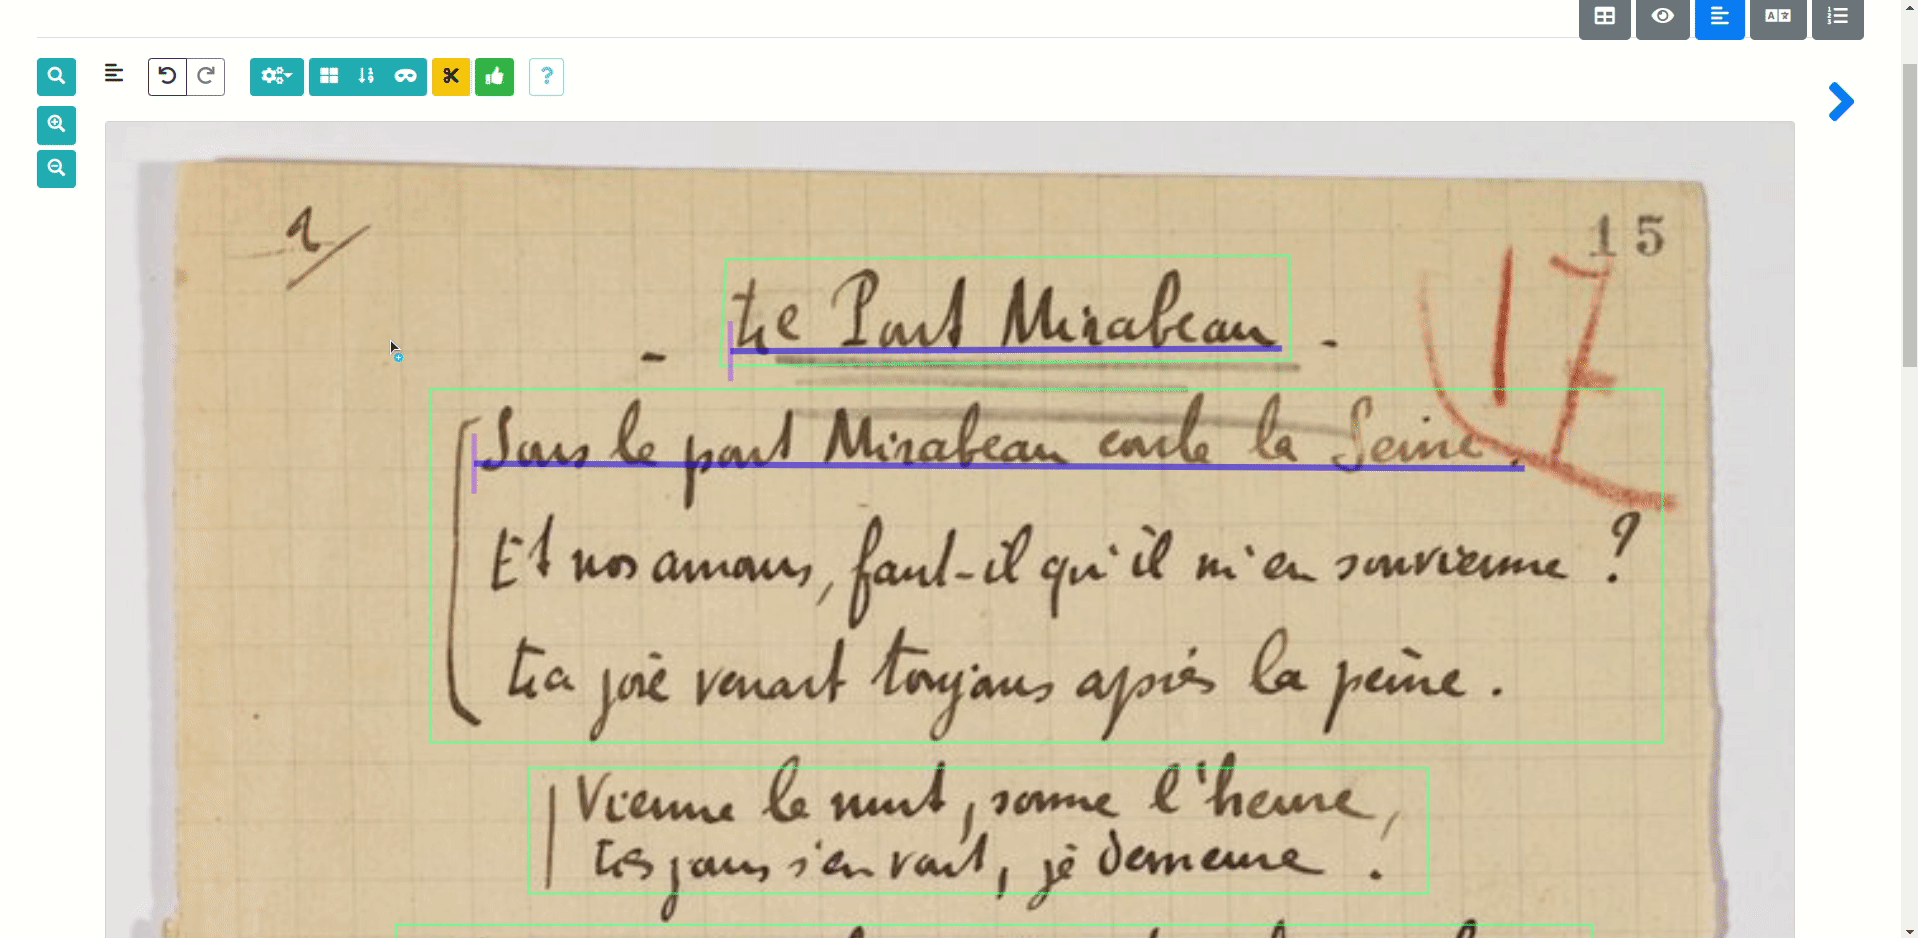 1/
15
17
- Le Pont Mirabeau -
Sous le pont Mirabeau coule la Seine.
Et nos amours, faut-il qu'il m'en souvienne ?
La joie venait toujours après la peine.
Vienne la nuit, sonne l'heure,
Les jours s'en vont, je demeure.